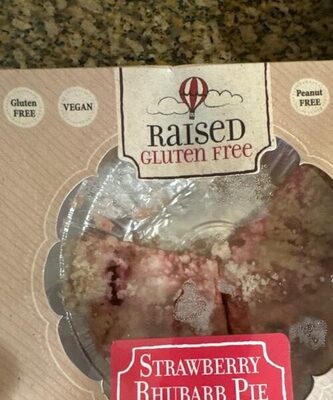 Gluten
FREE
VEGAN
RAISED
GLUTEN FREE
Peanut
FREE
STRAWBERRY
RHUBARB PIE